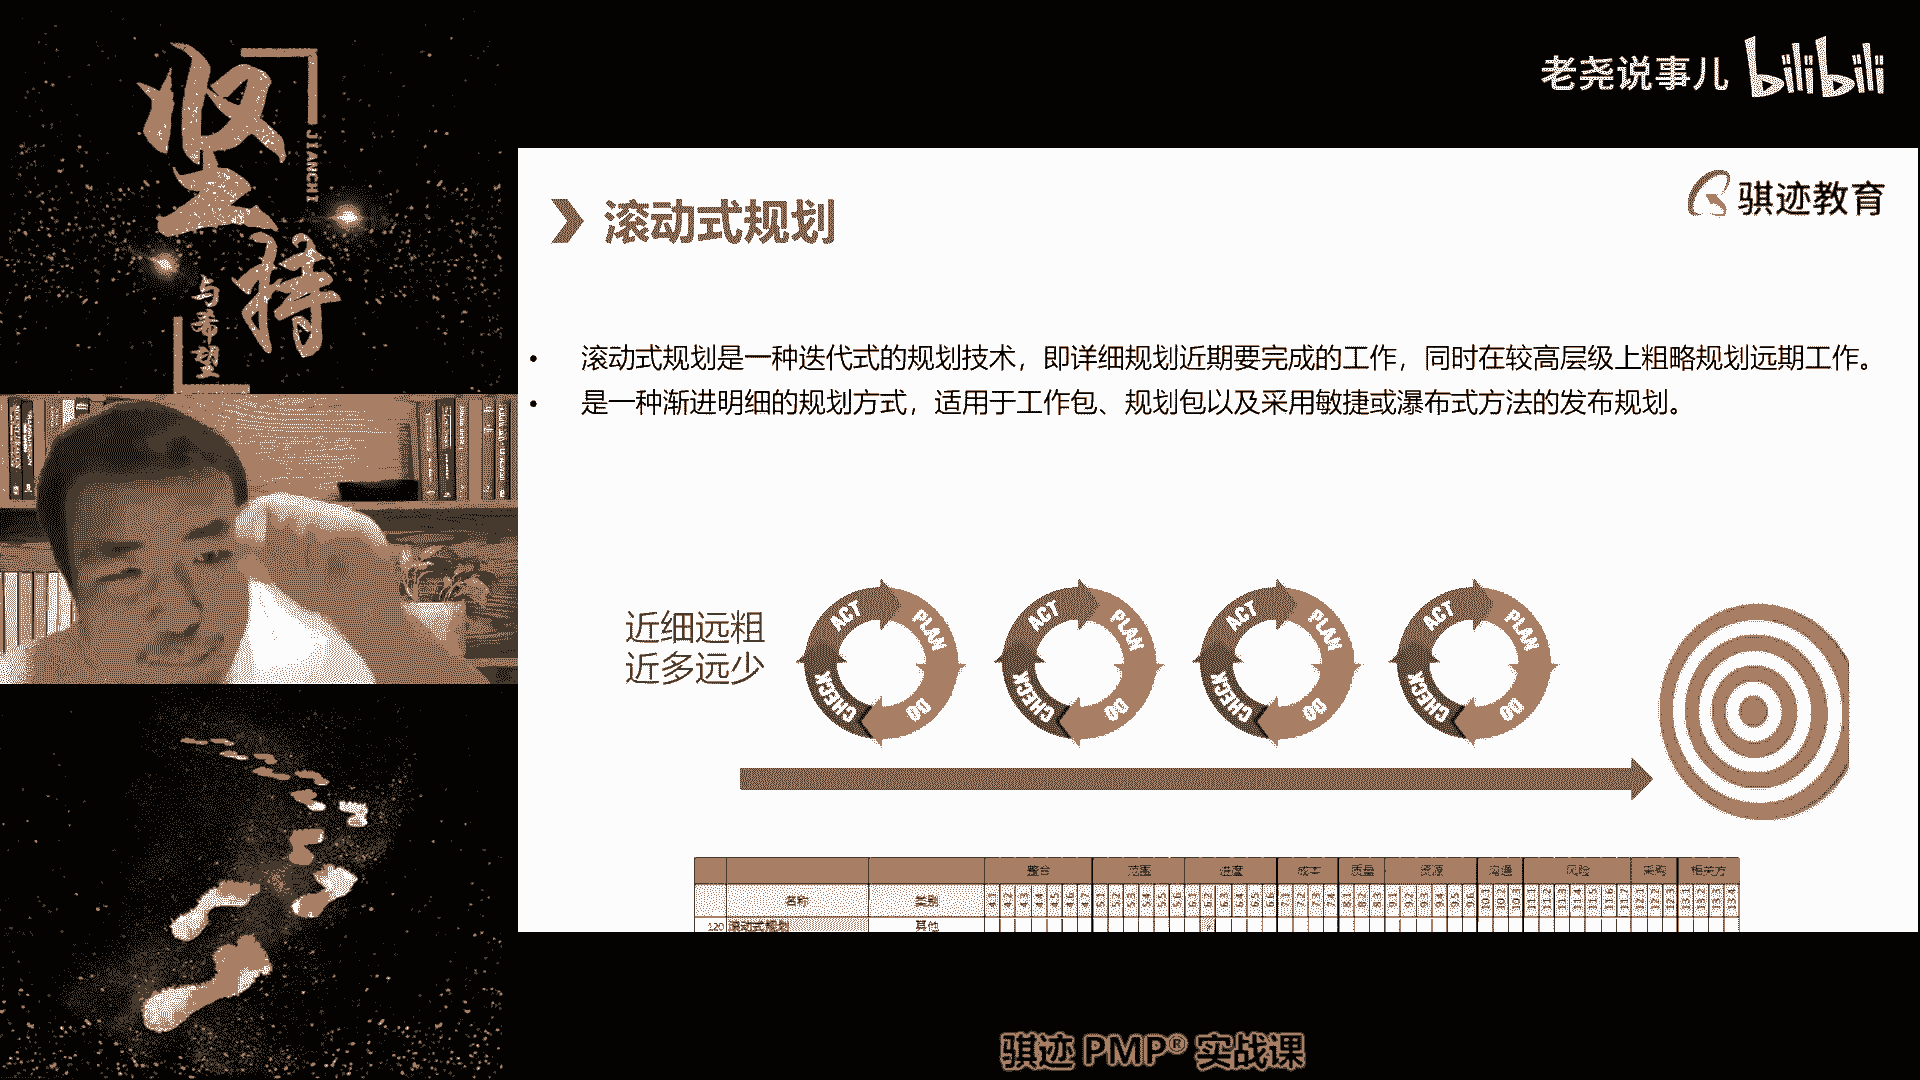 坚持
JIANCHI
与希望
老尧说事儿 bilibili
骐迹教育
滚动式规划
• 滚动式规划是一种迭代式的规划技术，即详细规划近期要完成的工作，同时在较高层级上粗略规划远期工作。
• 是一种渐进明细的规划方式，适用于工作包、规划包以及采用敏捷或瀑布式方法的发布规划。
近细远粗
近多远少
ACT PLAN DO CHECK
ACT PLAN DO CHECK
ACT PLAN DO CHECK
ACT PLAN DO CHECK
整合 范围 进度 成本 质量 资源 沟通 风险 采购 相关方
名称 类别
120 滚动式规划 其他
骐迹 PMP® 实战课